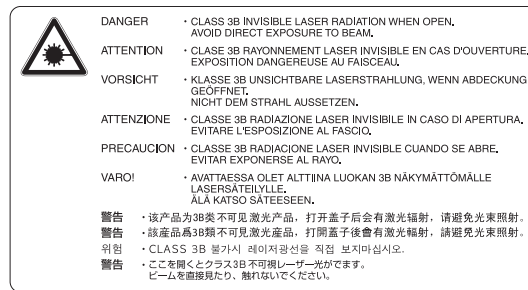 DANGER ・CLASS 3B INVISIBLE LASER RADIATION WHEN OPEN.
AVOID DIRECT EXPOSURE TO BEAM.
ATTENTION ・CLASE 3B RAYONNEMENT LASER INVISIBLE EN CAS D'OUVERTURE.
EXPOSITION DANGEREUSE AU FAISCEAU.
VORSICHT ・KLASSE 3B UNSICHTBARE LASERSTRAHLUNG, WENN ABDECKUNG
GEÖFFNET.
NICHT DEM STRAHL AUSSETZEN.
ATTENZIONE ・CLASSE 3B RADIAZIONE LASER INVISIBILE IN CASO DI APERTURA.
EVITARE L'ESPOSIZIONE AL FASCIO.
PRECAUCION ・CLASSE 3B RADIACIONE LASER INVISIBLE CUANDO SE ABRE.
EVITAR EXPONERSE AL RAYO.
VARO! ・AVATTAESSA OLET ALTTIINA LUOKAN 3B NÄKYMÄTTÖMÄLLE
LASERSÄTEILYLLE.
ÄLÄ KATSO SÄTEESEEN.
警告 ・该产品为3B类不可见激光产品，打开盖子后会有激光辐射，请避免光束照射。
警告 ・該産品爲3B類不可見激光産品，打開蓋子後會有激光輻射，請避免光束照射。
위험 ・CLASS 3B 불가시 레이저광선을 직접 보지마십시오.
警告 ・ここを開くとクラス3B不可視レーザー光がでます。
ビームを直接見たり、触れないでください。